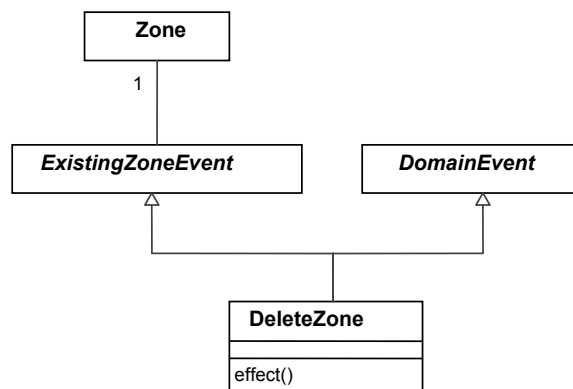 Zone
1
ExistingZoneEvent
DomainEvent
DeleteZone
effect()